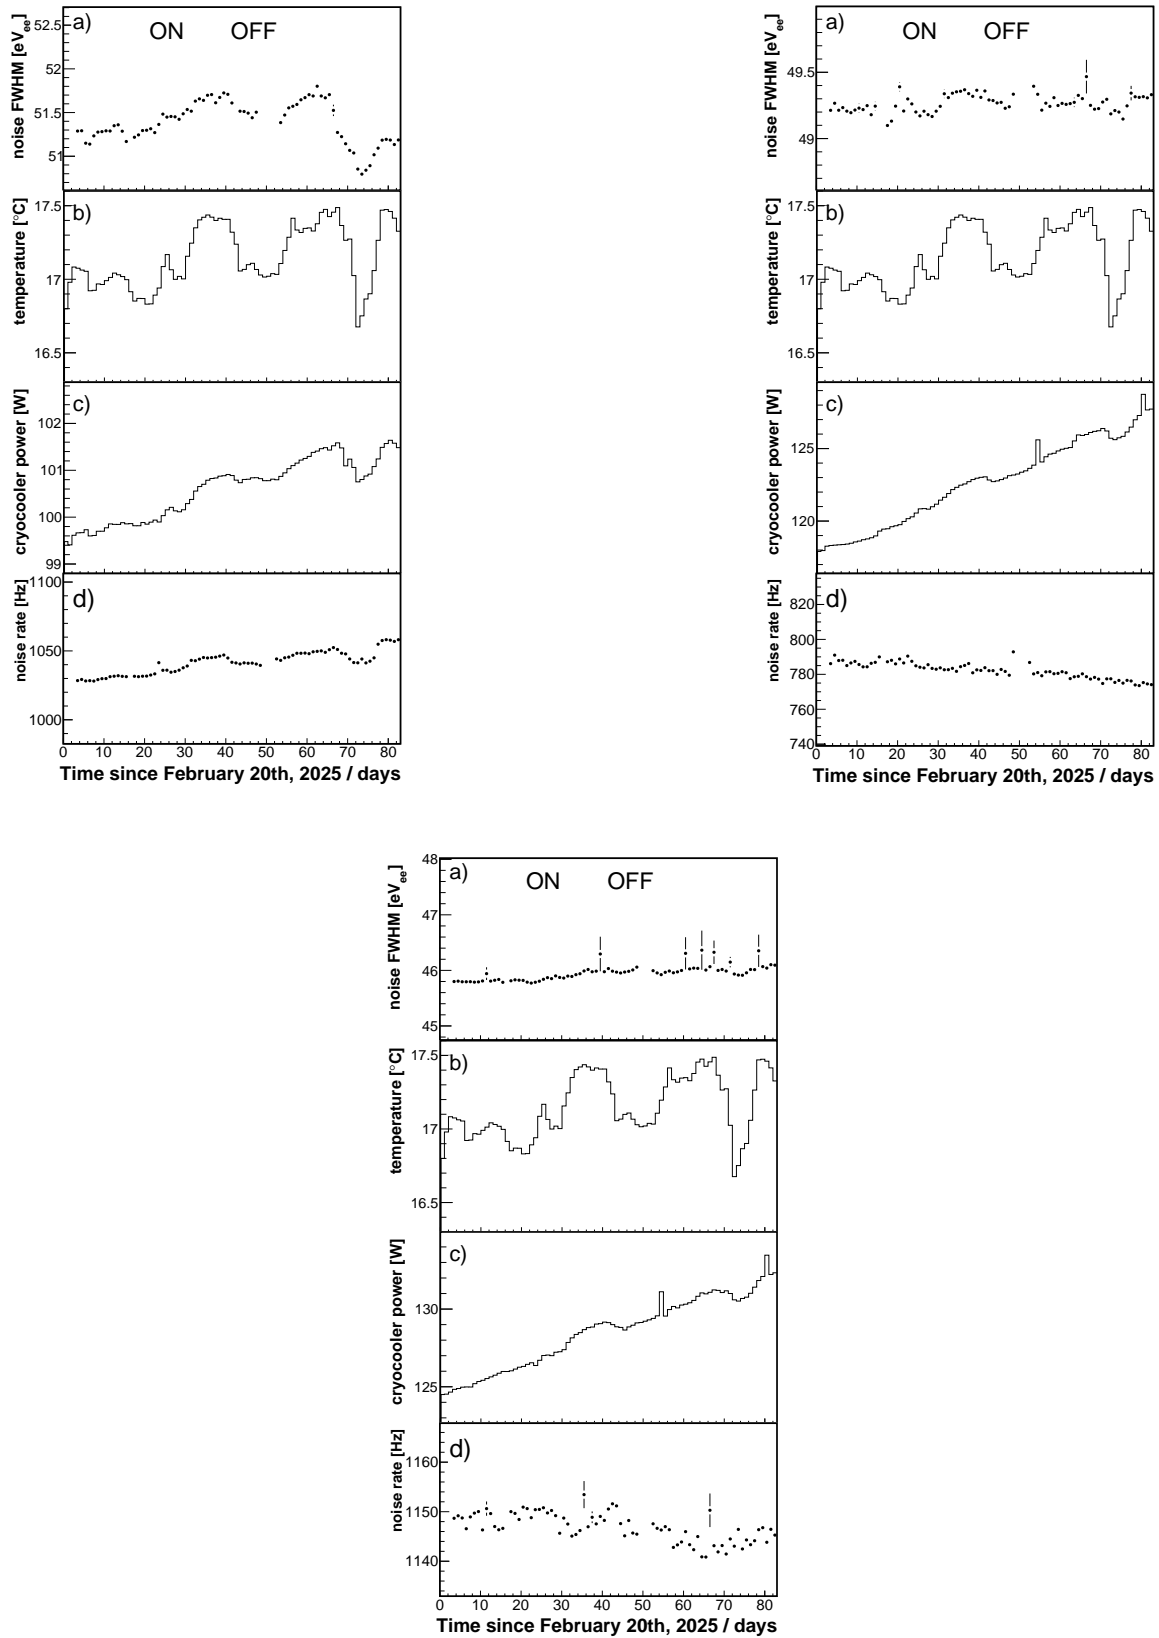 a)
ON OFF
noise FWHM [eVee]
52.5
52
51.5
51
b)
temperature [°C]
17.5
17
16.5
c)
cryocooler power [W]
102
101
100
99
d)
noise rate [Hz]
1100
1050
1000
0 10 20 30 40 50 60 70 80
Time since February 20th, 2025 / days
a)
ON OFF
noise FWHM [eVee]
49.5
49
b)
temperature [°C]
17.5
17
16.5
c)
cryocooler power [W]
125
120
d)
noise rate [Hz]
820
800
780
760
740
0 10 20 30 40 50 60 70 80
Time since February 20th, 2025 / days
a)
ON OFF
noise FWHM [eVee]
48
47
46
45
b)
temperature [°C]
17.5
17
16.5
c)
cryocooler power [W]
130
125
d)
noise rate [Hz]
1160
1150
1140
0 10 20 30 40 50 60 70 80
Time since February 20th, 2025 / days